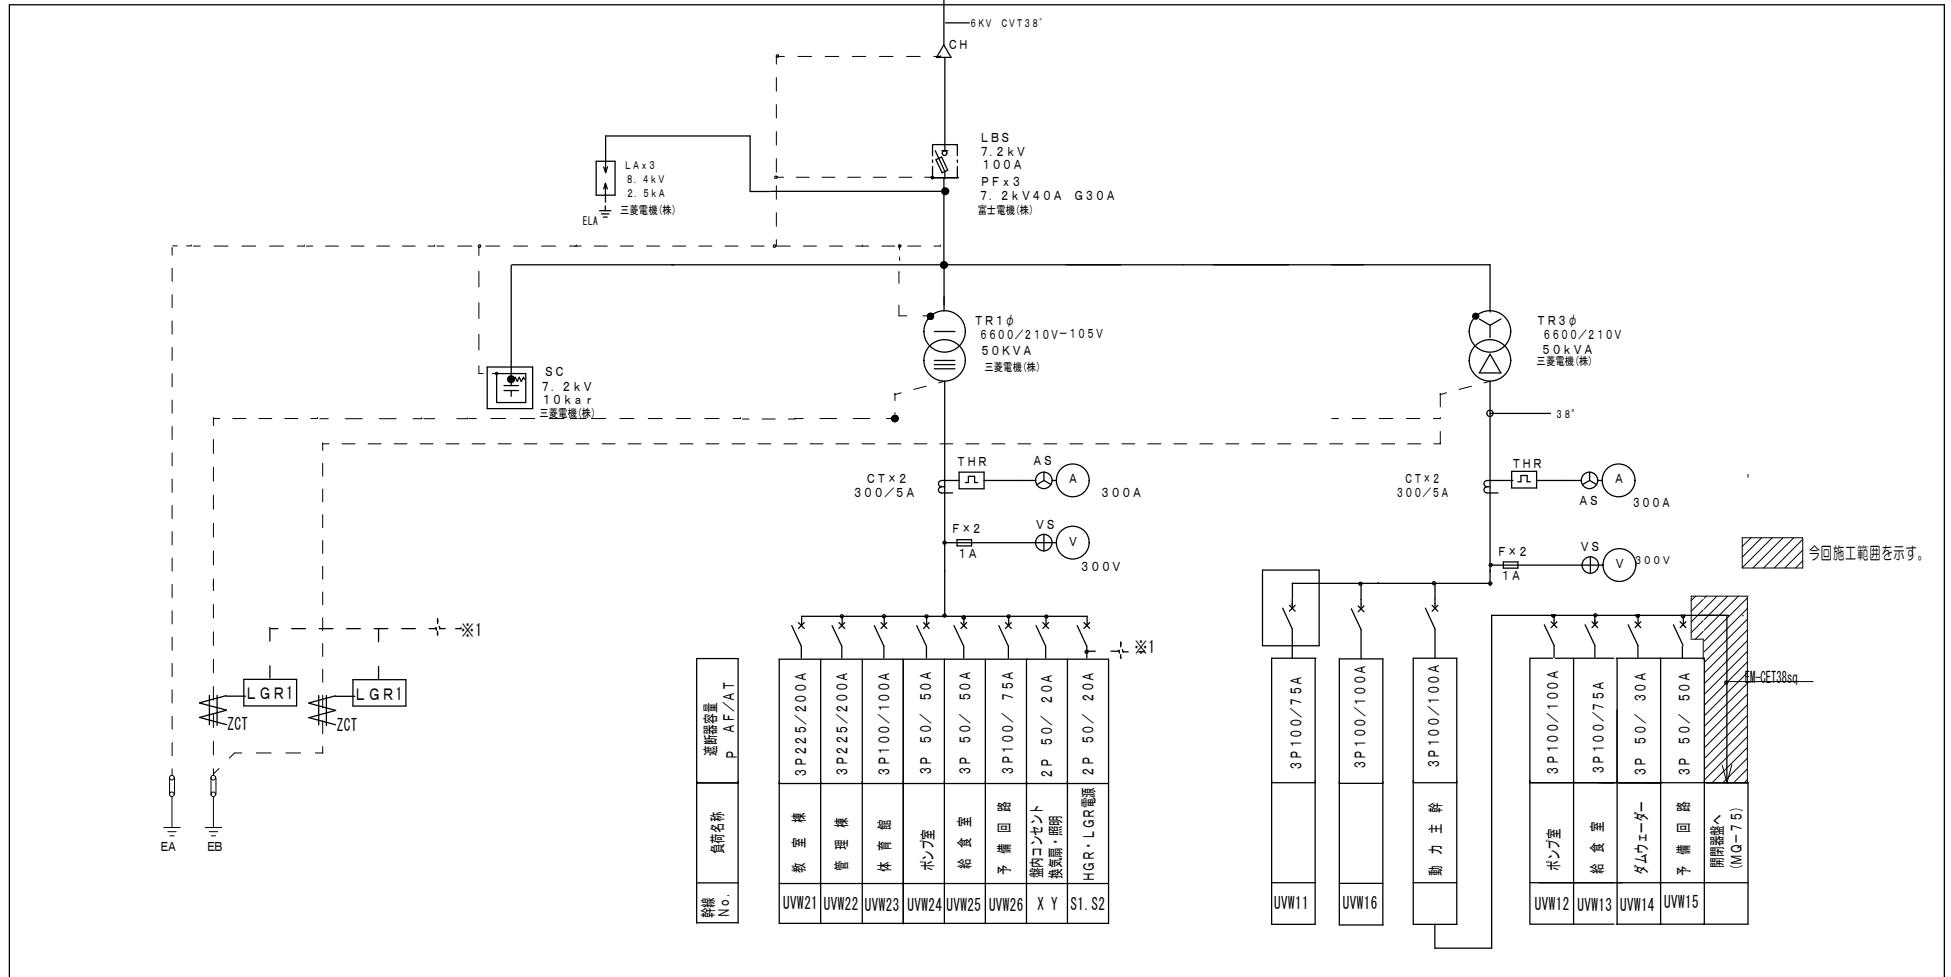 6KV CVT38°
CH
LBS
7.2kV
100A
PFx3
7.2kV40A G30A
富士電機(株)
LAx3
8.4kV
2.5kA
三菱電機(株)
ELA
TR1φ
6600/210V-105V
50KVA
三菱電機(株)
TR3φ
6600/210V
50kVA
三菱電機(株)
SC
7.2kV
10kar
三菱電機(株)
38°
CT×2
300/5A
THR
AS
A
300A
F×2
1A
VS
V
300V
CT×2
300/5A
THR
AS
A
300A
F×2
1A
VS
V
300V
今回施工範囲を示す。
※1
※1
LGR1
LGR1
ZCT
ZCT
EA
EB
EM-CET38sq
遮断器容量
P AF/AT
3P225/200A
3P225/200A
3P100/100A
3P 50/ 50A
3P 50/ 50A
3P100/ 75A
2P 50/ 20A
2P 50/ 20A
3P100/75A
3P100/100A
3P100/100A
3P100/100A
3P100/75A
3P 50/ 30A
3P 50/ 50A
負荷名称
教室棟
管理棟
体育館
ポンプ室
給食室
予備回路
盤内コンセント
換気扇・照明
HGR・LGR電源
動力主幹
ポンプ室
給食室
ダムウェーダー
予備回路
開閉器盤へ
(MQ-75)
幹線
No.
UVW21
UVW22
UVW23
UVW24
UVW25
UVW26
X Y
S1.S2
UVW11
UVW16
UVW12
UVW13
UVW14
UVW15